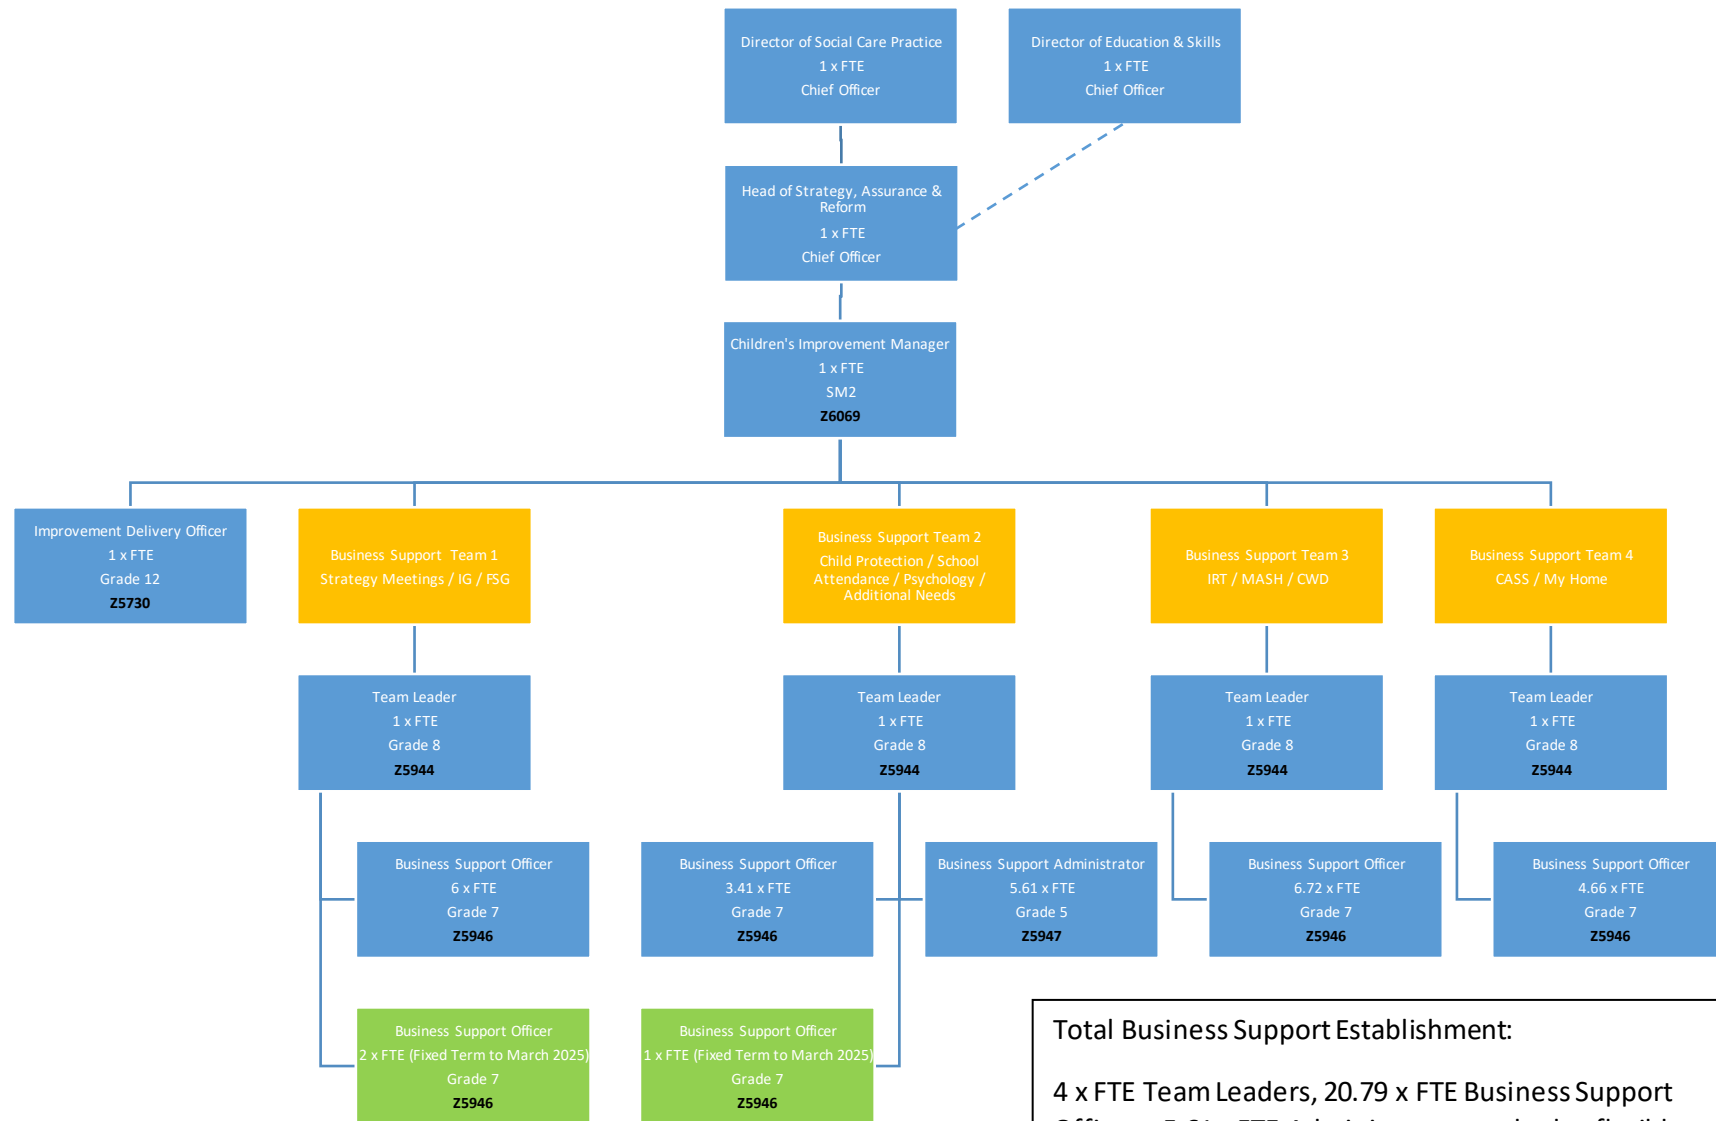 Director of Social Care Practice
1 x FTE
Chief Officer
Director of Education & Skills
1 x FTE
Chief Officer
Head of Strategy, Assurance &
Reform
1 x FTE
Chief Officer
Children's Improvement Manager
1 x FTE
SM2
Z6069
Improvement Delivery Officer
1 x FTE
Grade 12
Z5730
Business Support Team 1
Strategy Meetings / IG / FSG
Business Support Team 2
Child Protection / School
Attendance / Psychology /
Additional Needs
Business Support Team 3
IRT / MASH / CWD
Business Support Team 4
CASS / My Home
Team Leader
1 x FTE
Grade 8
Z5944
Team Leader
1 x FTE
Grade 8
Z5944
Team Leader
1 x FTE
Grade 8
Z5944
Team Leader
1 x FTE
Grade 8
Z5944
Business Support Officer
6 x FTE
Grade 7
Z5946
Business Support Officer
3.41 x FTE
Grade 7
Z5946
Business Support Administrator
5.61 x FTE
Grade 5
Z5947
Business Support Officer
6.72 x FTE
Grade 7
Z5946
Business Support Officer
4.66 x FTE
Grade 7
Z5946
Business Support Officer
2 x FTE (Fixed Term to March 2025)
Grade 7
Z5946
Business Support Officer
1 x FTE (Fixed Term to March 2025)
Grade 7
Z5946
Total Business Support Establishment:
4 x FTE Team Leaders, 20.79 x FTE Business Support